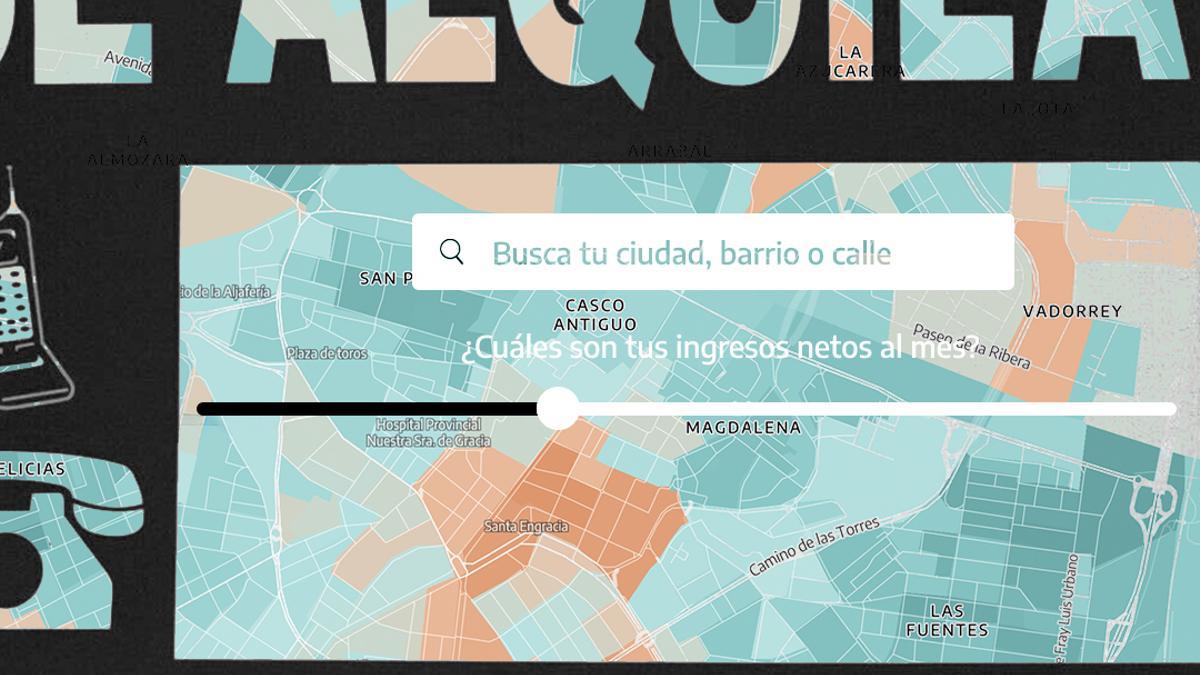 DE ALQUILA
Avenida
LA
AZUCARERA
LA JOTA
LA
ALMOZARA
ARRABAL
Busca tu ciudad, barrio o calle
SAN P
io de la Aljafería
CASCO
ANTIGUO
VADORREY
Paseo de la Ribera
¿Cuáles son tus ingresos netos al mes?
Plaza de toros
Hospital Provincial
Nuestra Sra. de Gracia
MAGDALENA
ELICIAS
Santa Engracia
Camino de las Torres
e Fray Luis Urbano
LAS
FUENTES